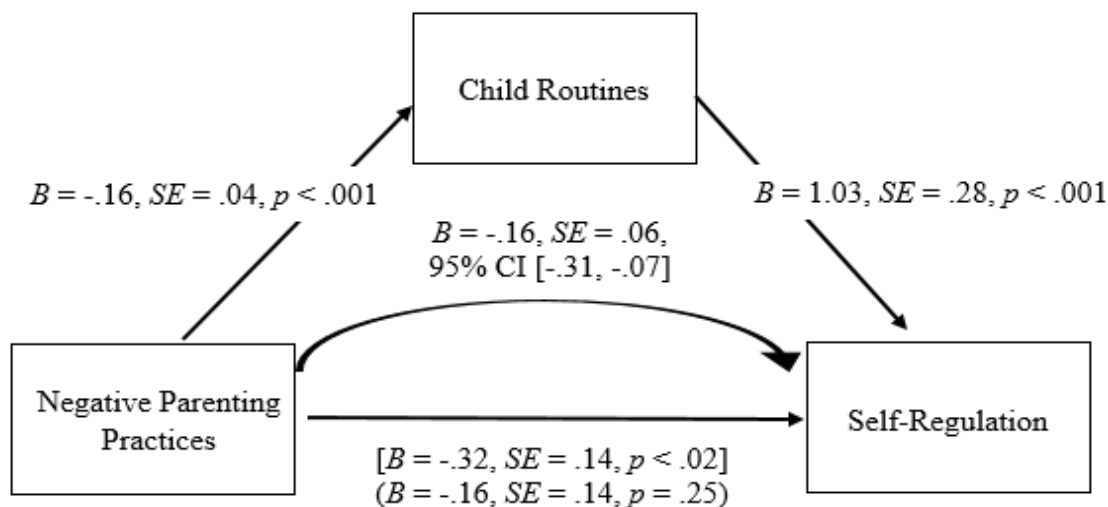 Child Routines
B = -.16, SE = .04, p < .001
B = 1.03, SE = .28, p < .001
B = -.16, SE = .06,
95% CI [-.31, -.07]
Negative Parenting
Practices
Self-Regulation
[B = -.32, SE = .14, p < .02]
(B = -.16, SE = .14, p = .25)